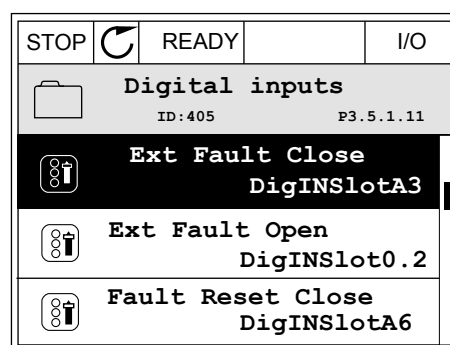 STOP READY I/O
Digital inputs
ID:405 P3.5.1.11
Ext Fault Close
DigINSlotA3
Ext Fault Open
DigINSlot0.2
Fault Reset Close
DigINSlotA6